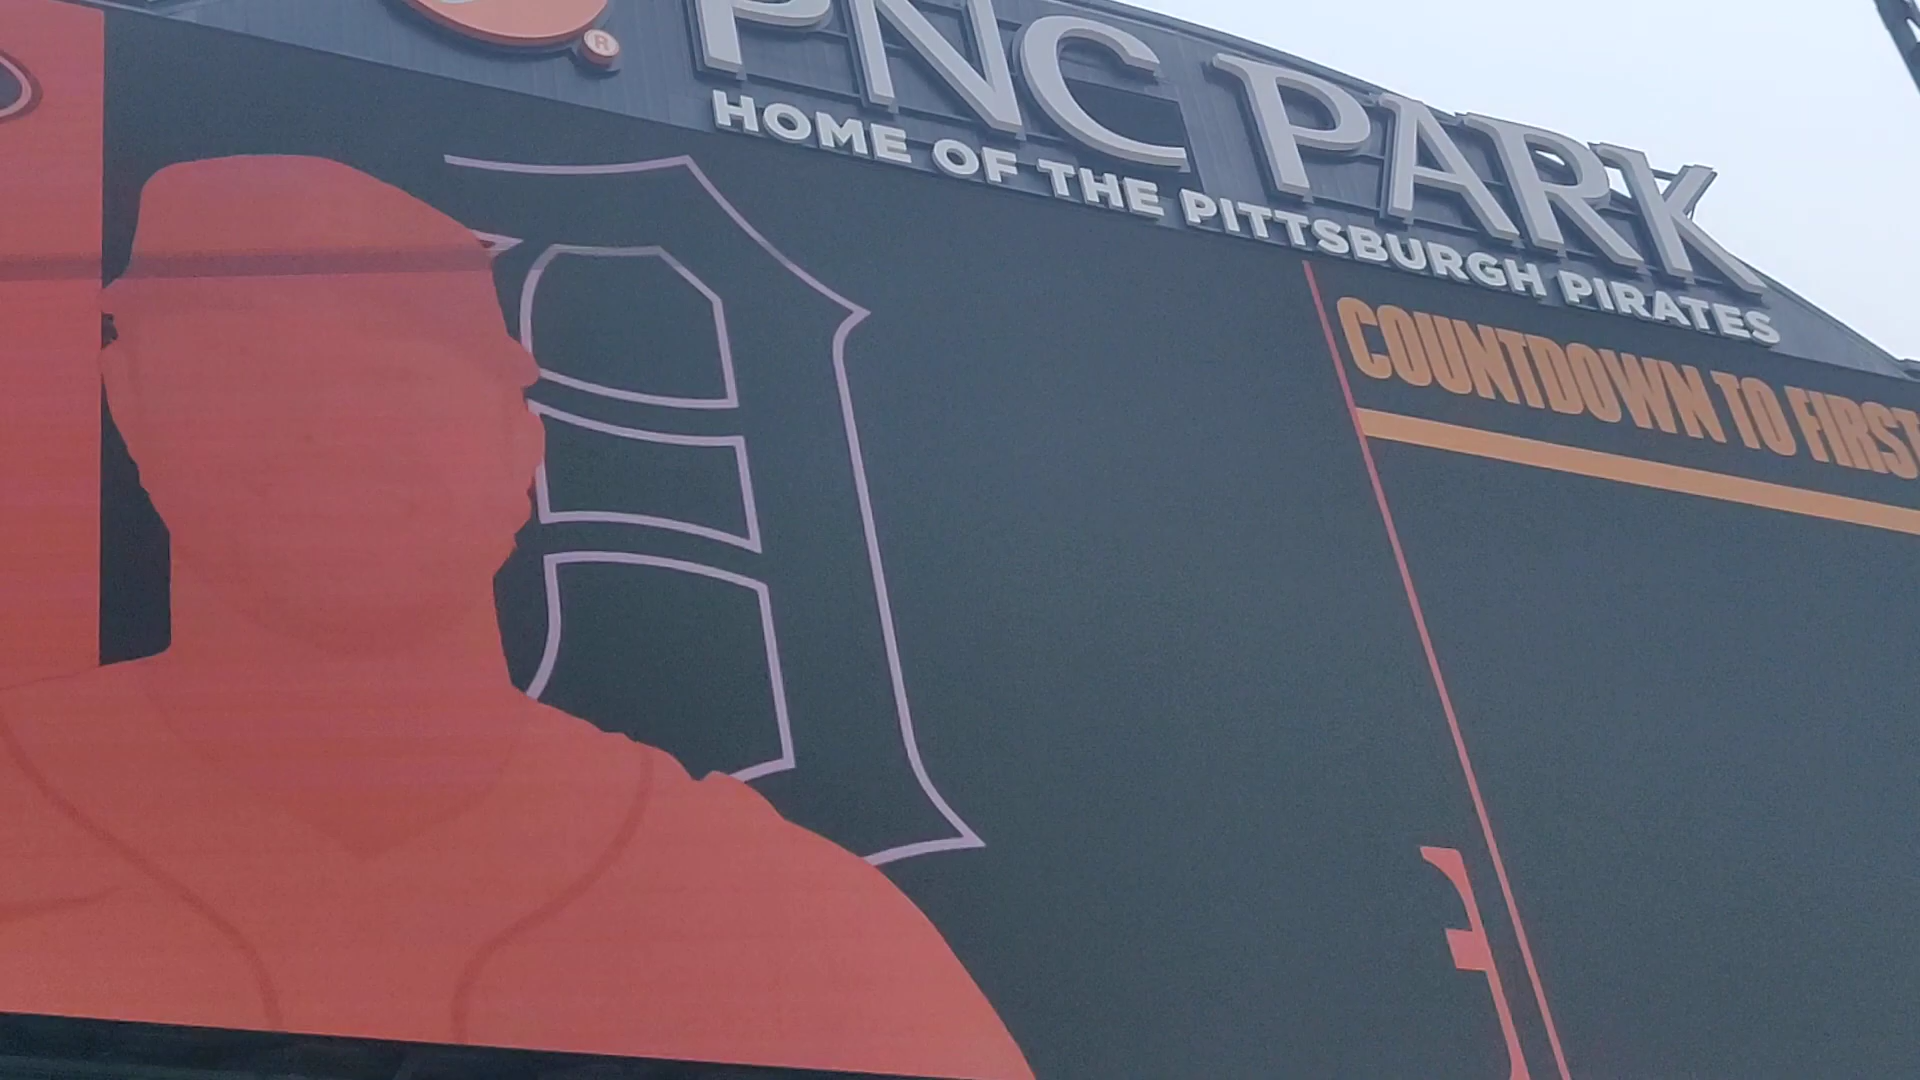 PNC PARK
HOME OF THE PITTSBURGH PIRATES
COUNTDOWN TO FIRST